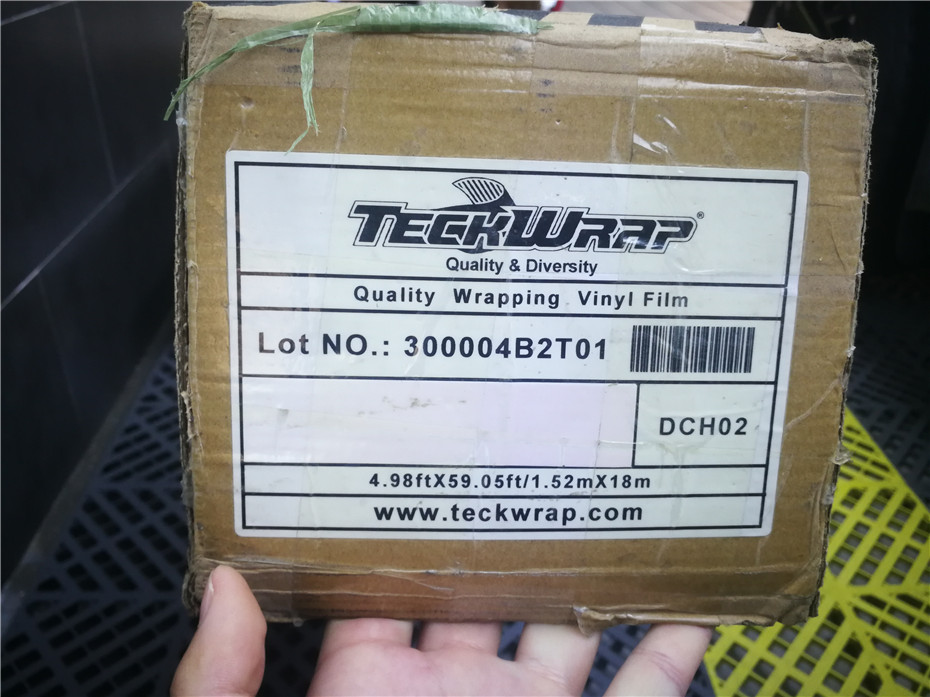 TECKWRAP®
Quality & Diversity
Quality Wrapping Vinyl Film
Lot NO.: 300004B2T01
DCH02
4.98ftX59.05ft/1.52mX18m
www.teckwrap.com